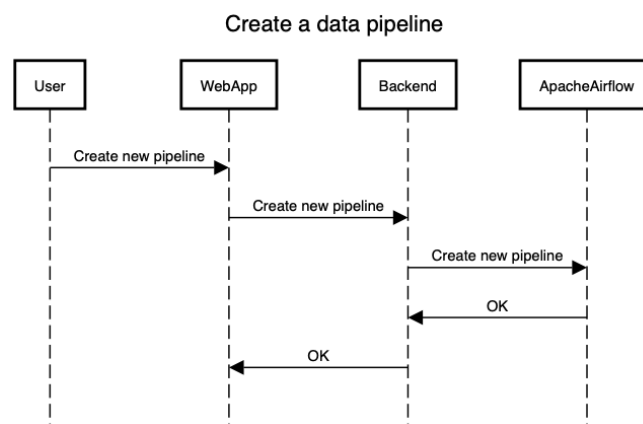 Create a data pipeline
User
WebApp
Backend
ApacheAirflow
Create new pipeline
Create new pipeline
Create new pipeline
OK
OK